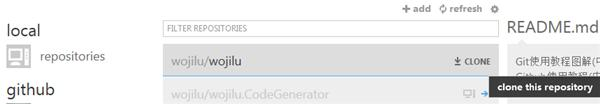 add refresh
local
repositories
github
FILTER REPOSITORIES
wojilu/wojilu CLONE
wojilu/wojilu.CodeGenerator
README.md
Git使用教程图解(中
clone this repository